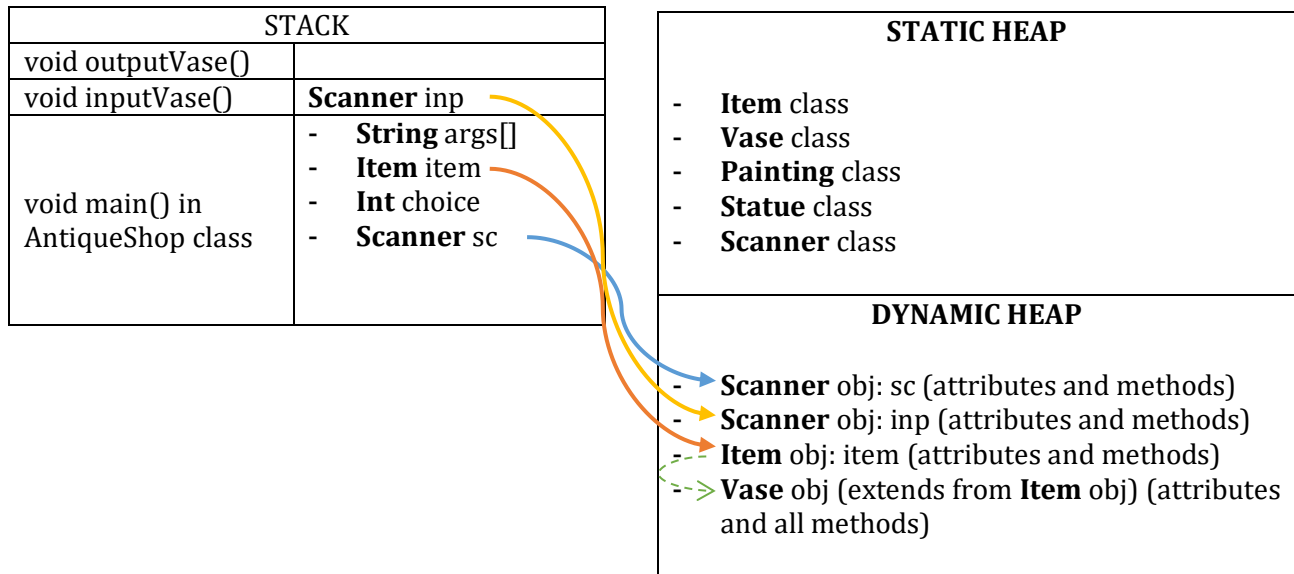 STACK
void outputVase()
void inputVase()
Scanner inp
void main() in
AntiqueShop class
- String args[]
- Item item
- Int choice
- Scanner sc
STATIC HEAP
- Item class
- Vase class
- Painting class
- Statue class
- Scanner class
DYNAMIC HEAP
- Scanner obj: sc (attributes and methods)
- Scanner obj: inp (attributes and methods)
- Item obj: item (attributes and methods)
- Vase obj (extends from Item obj) (attributes
and all methods)